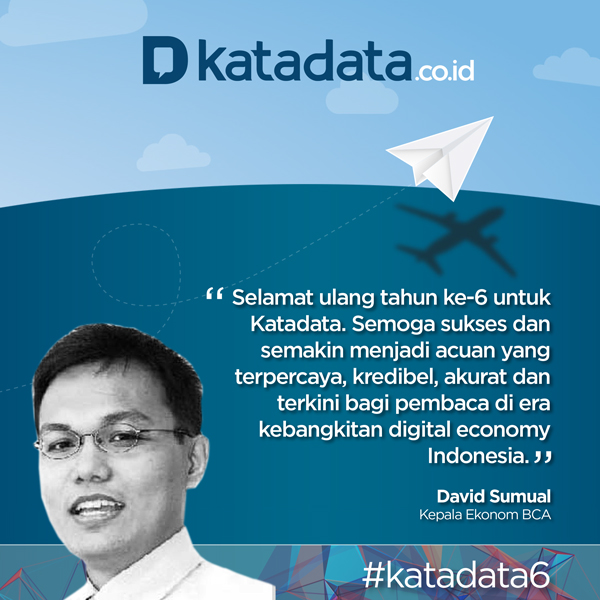 katadata.co.id
“ Selamat ulang tahun ke-6 untuk
Katadata. Semoga sukses dan
semakin menjadi acuan yang
terpercaya, kredibel, akurat dan
terkini bagi pembaca di era
kebangkitan digital economy
Indonesia. ”
David Sumual
Kepala Ekonom BCA
#katadata6